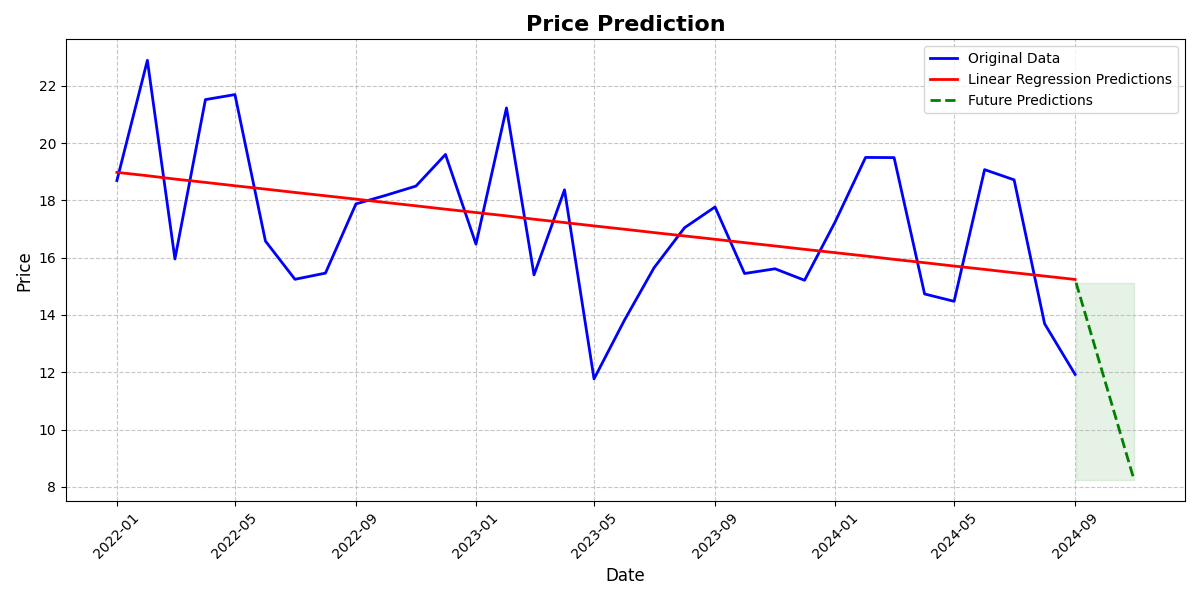 Price Prediction
Original Data
Linear Regression Predictions
Future Predictions
Price
22
20
18
16
14
12
10
8
2022-01
2022-05
2022-09
2023-01
2023-05
2023-09
2024-01
2024-05
2024-09
Date